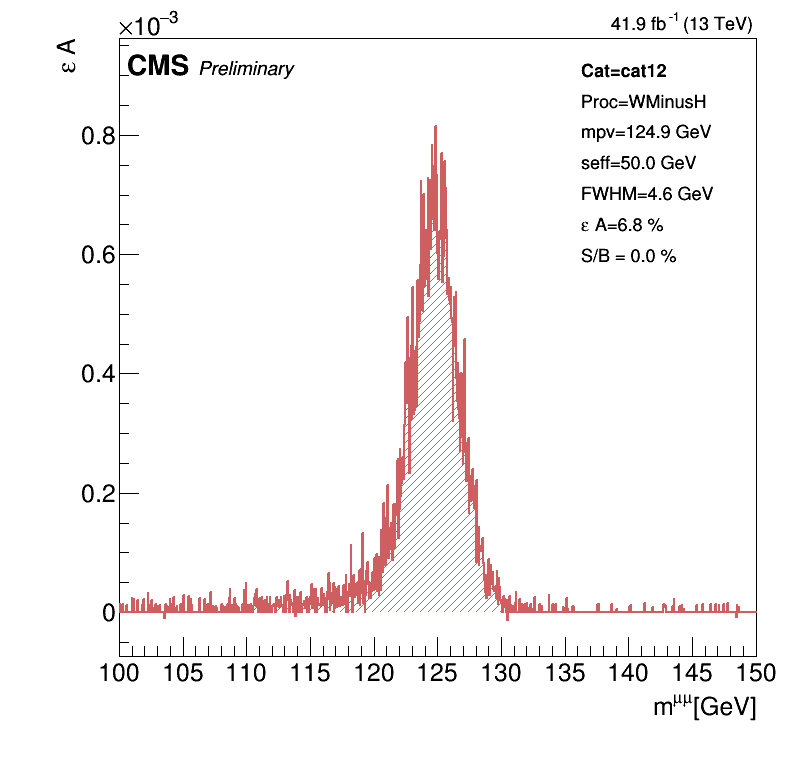 ×10⁻³
41.9 fb⁻¹ (13 TeV)
ε A
CMS Preliminary
Cat=cat12
Proc=WMinusH
mpv=124.9 GeV
seff=50.0 GeV
FWHM=4.6 GeV
ε A=6.8 %
S/B = 0.0 %
0.8
0.6
0.4
0.2
0
100 105 110 115 120 125 130 135 140 145 150
m^μμ[GeV]